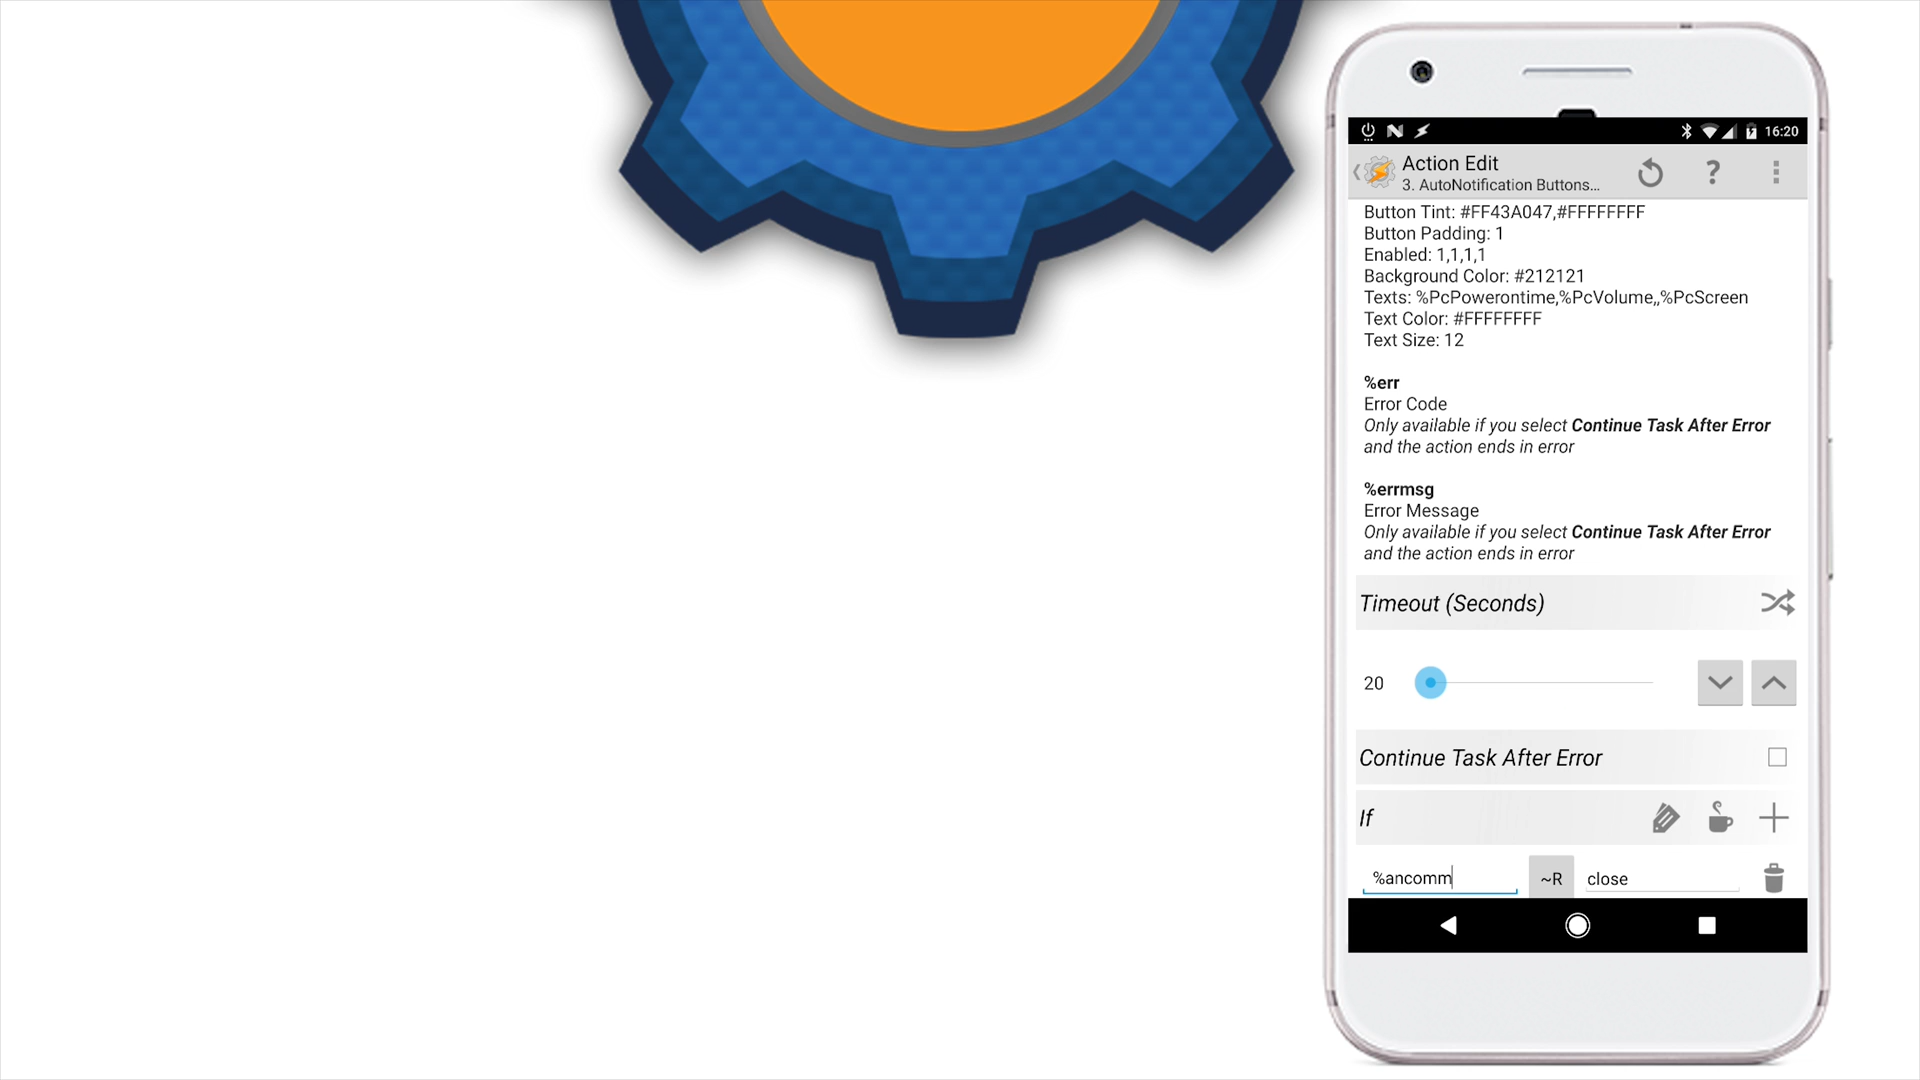 16:20
Action Edit
3. AutoNotification Buttons...
Button Tint: #FF43A047,#FFFFFFFF
Button Padding: 1
Enabled: 1,1,1,1
Background Color: #212121
Texts: %PcPowerontime,%PcVolume,,%PcScreen
Text Color: #FFFFFFFF
Text Size: 12
%err
Error Code
Only available if you select Continue Task After Error
and the action ends in error
%errmsg
Error Message
Only available if you select Continue Task After Error
and the action ends in error
Timeout (Seconds)
20
Continue Task After Error
If
%ancomm ~R close